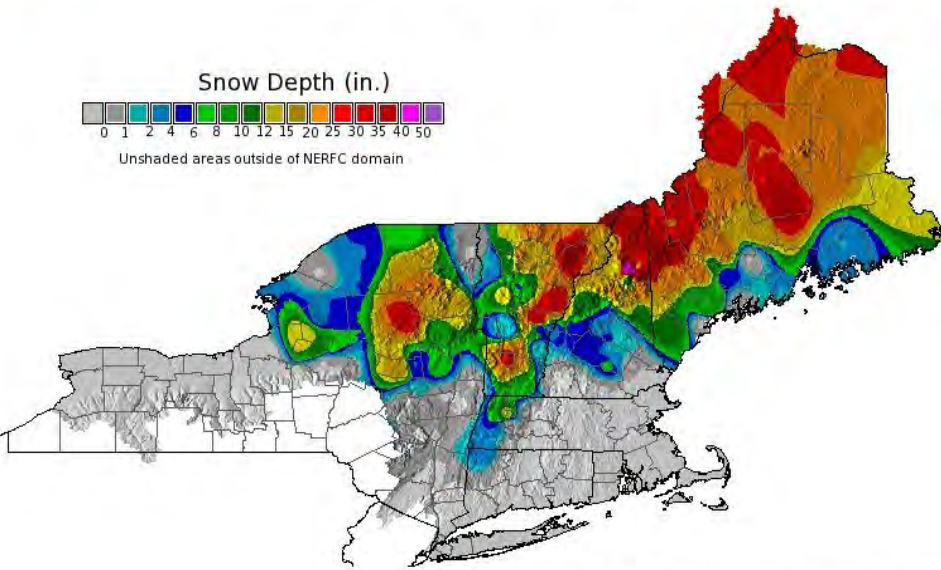 Snow Depth (in.)
0 1 2 4 6 8 10 12 15 20 25 30 35 40 50
Unshaded areas outside of NERFC domain